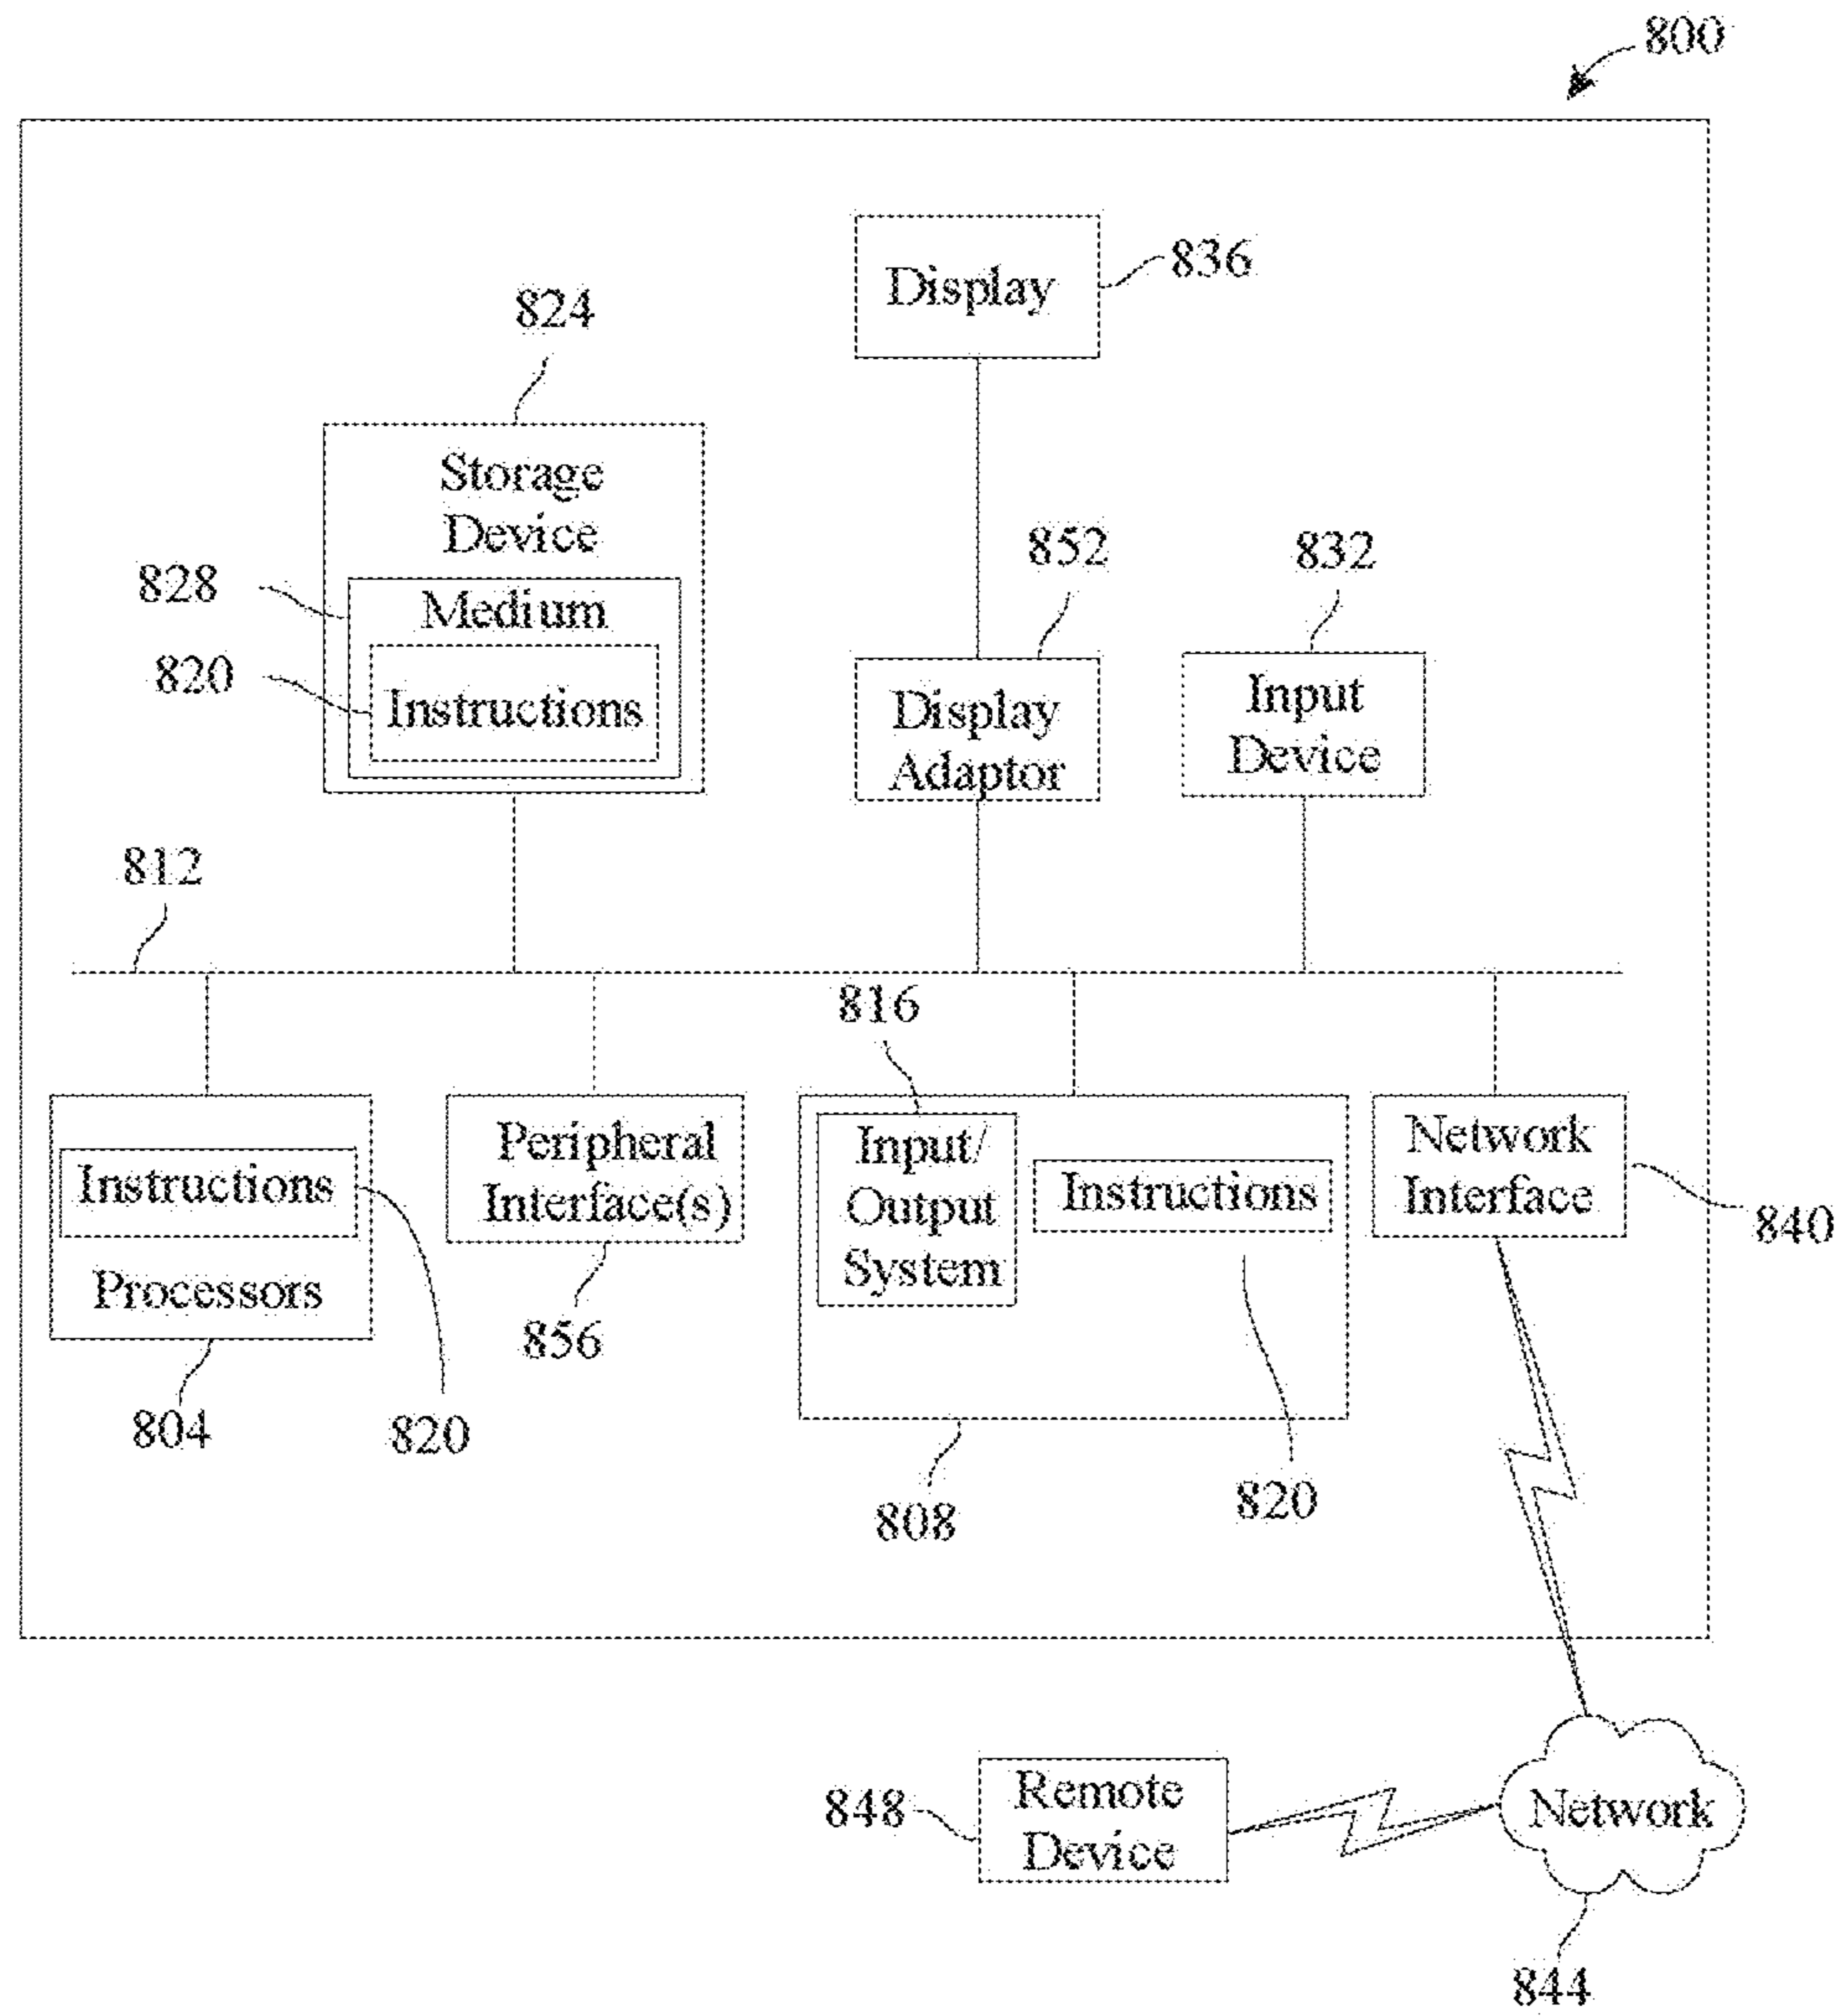 800
Display
836
824
Storage
Device
828
Medium
820
Instructions
852
Display
Adaptor
832
Input
Device
812
816
Instructions
Processors
804
820
Peripheral
Interface(s)
856
Input/
Output
System
Instructions
808
820
Network
Interface
840
848
Remote
Device
Network
844